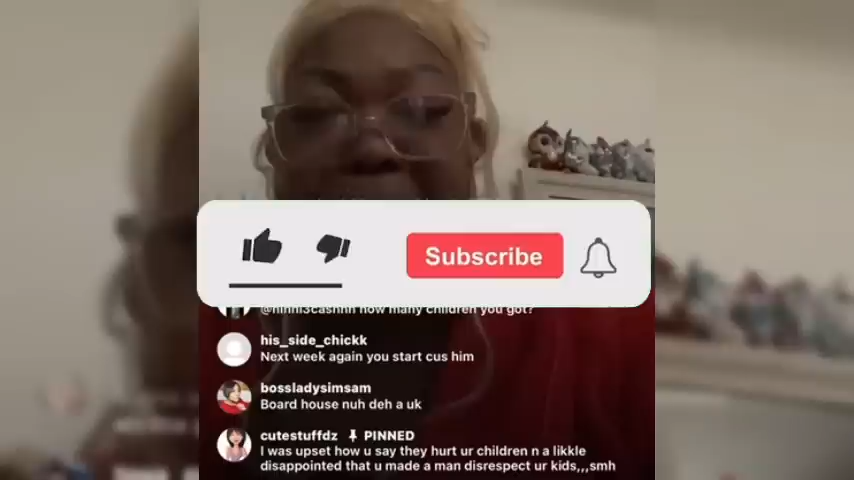 Subscribe
how many children you got?
his_side_chickk
Next week again you start cus him
bossladysimsam
Board house nuh deh a uk
cutestuffdz PINNED
I was upset how u say they hurt ur children n a likkle
disappointed that u made a man disrespect ur kids,,,smh